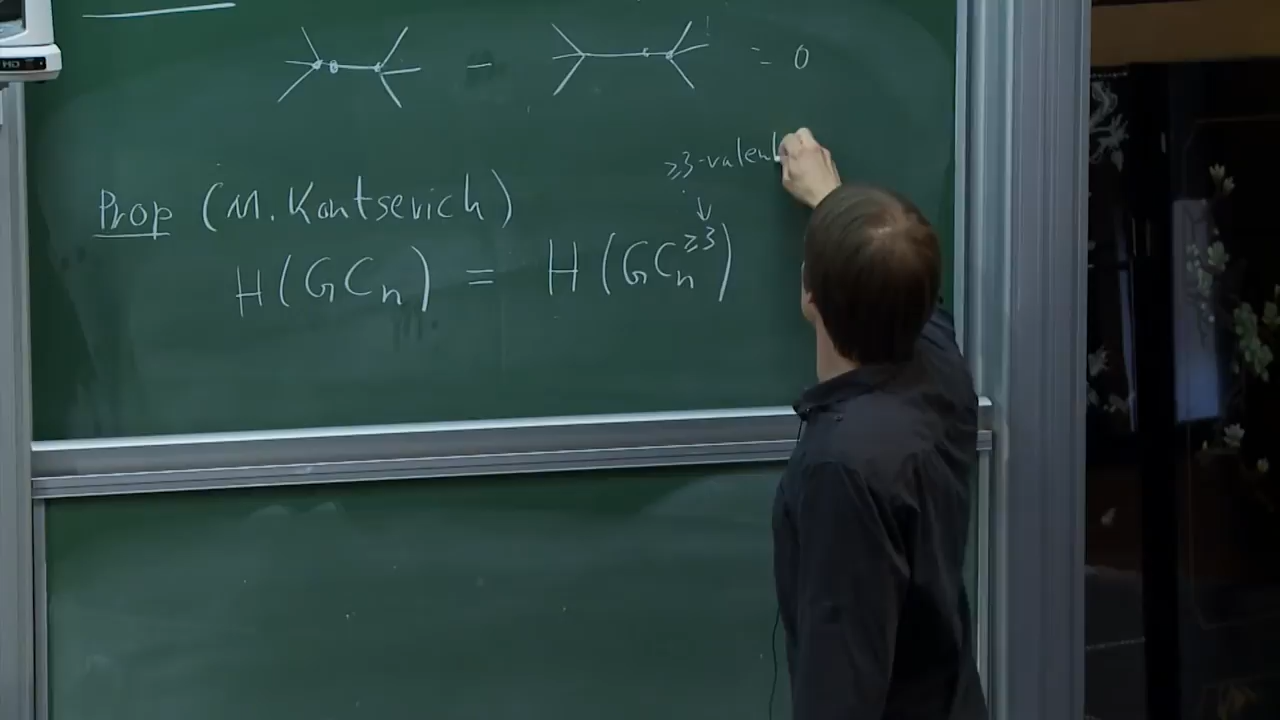 - = 0
≥3-valent
Prop (M. Kontsevich)
H(GC_n) = H(GC_n^{≥3})